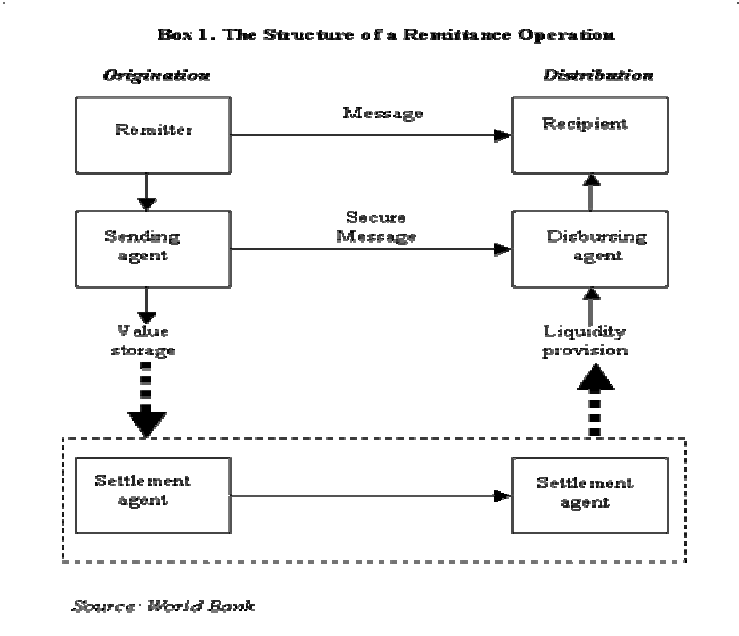 Box 1. The Structure of a Remittance Operation
Origination
Distribution
Remitter
Message
Recipient
Sending
agent
Secure
Message
Disbursing
agent
Value
storage
Liquidity
provision
Settlement
agent
Settlement
agent
Source: World Bank